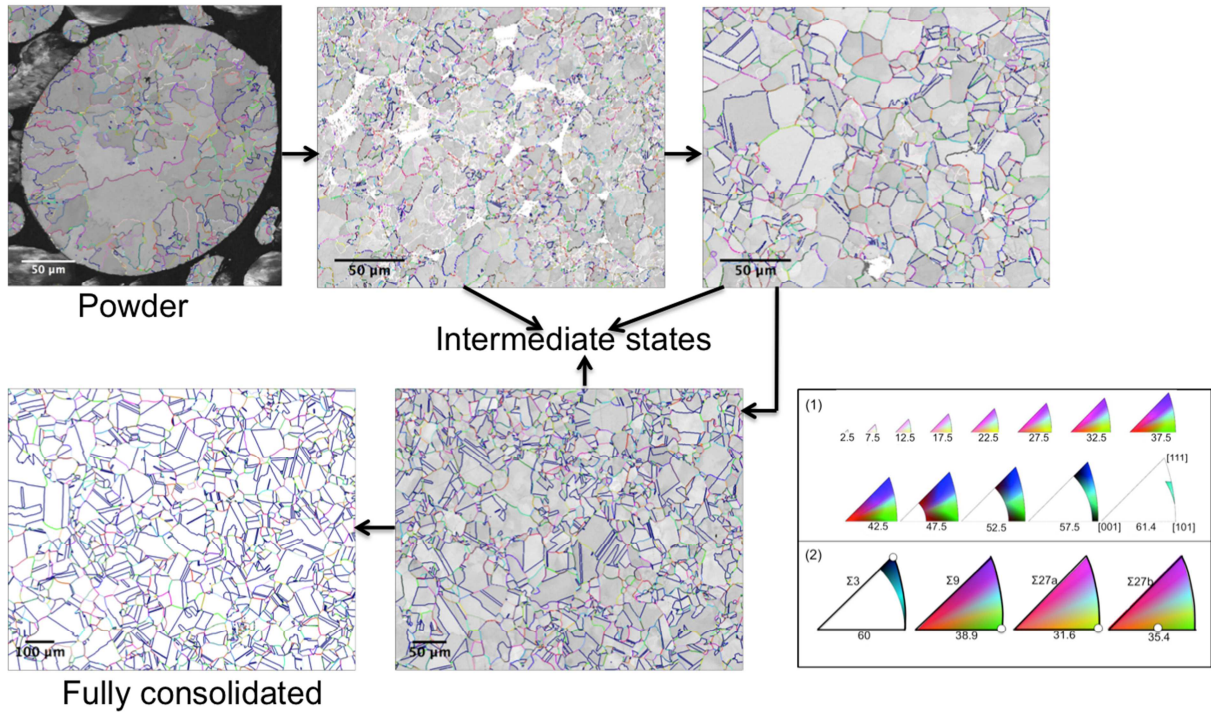 50 µm
50 µm
50 µm
Powder
Intermediate states
100 µm
50 µm
Fully consolidated
(1)
2.5 7.5 12.5 17.5 22.5 27.5 32.5 37.5
[111]
42.5 47.5 52.5 57.5 [001] 61.4 [101]
(2)
Σ3 Σ9 Σ27a Σ27b
60 38.9 31.6 35.4